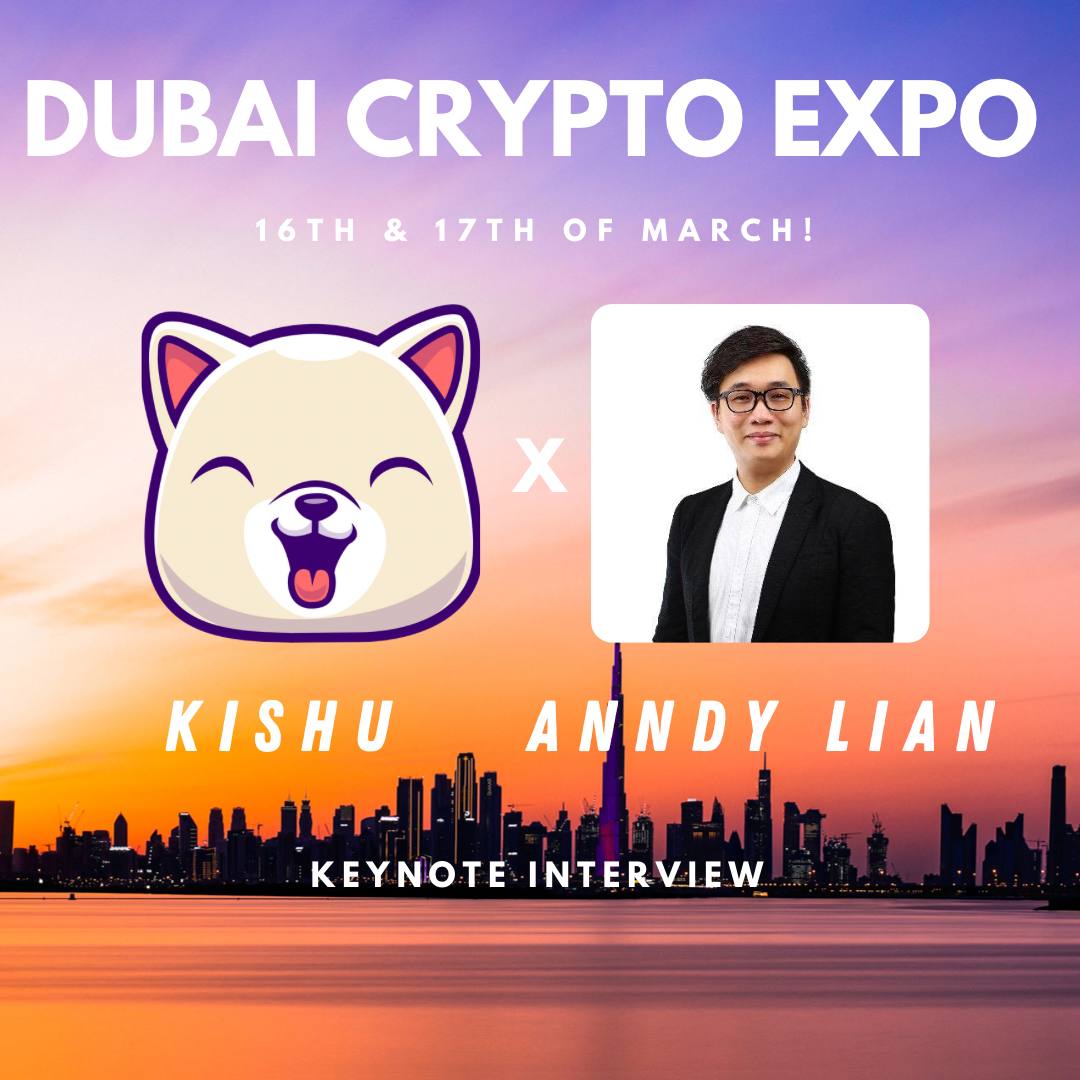 DUBAI CRYPTO EXPO
16TH & 17TH OF MARCH!
X
KISHU ANNDY LIAN
KEYNOTE INTERVIEW